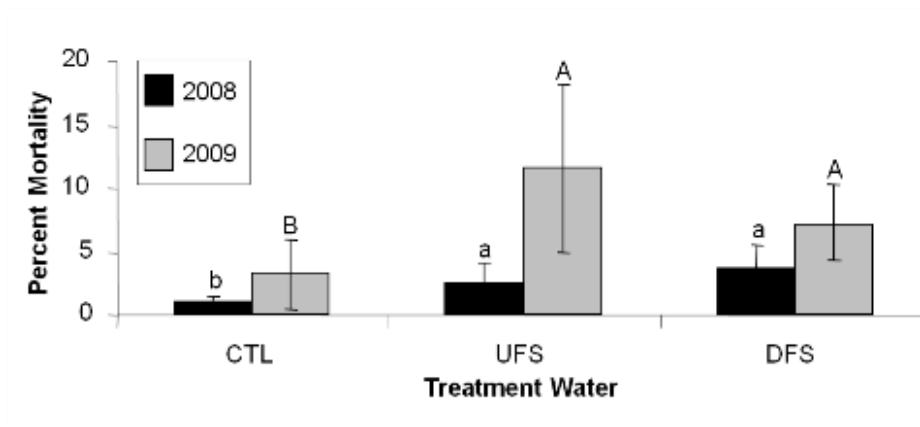 Percent Mortality
20
15
10
5
0
2008
2009
b
B
a
A
a
A
CTL
UFS
DFS
Treatment Water